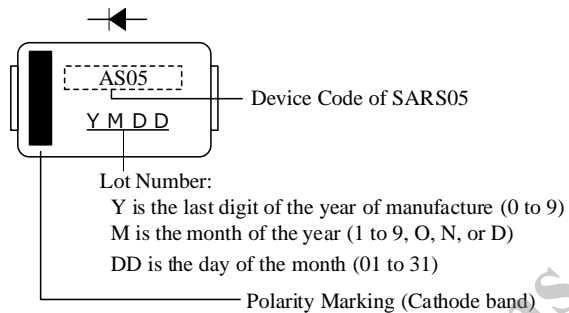 AS05
Device Code of SARS05
Y M D D
Lot Number:
Y is the last digit of the year of manufacture (0 to 9)
M is the month of the year (1 to 9, O, N, or D)
DD is the day of the month (01 to 31)
Polarity Marking (Cathode band)